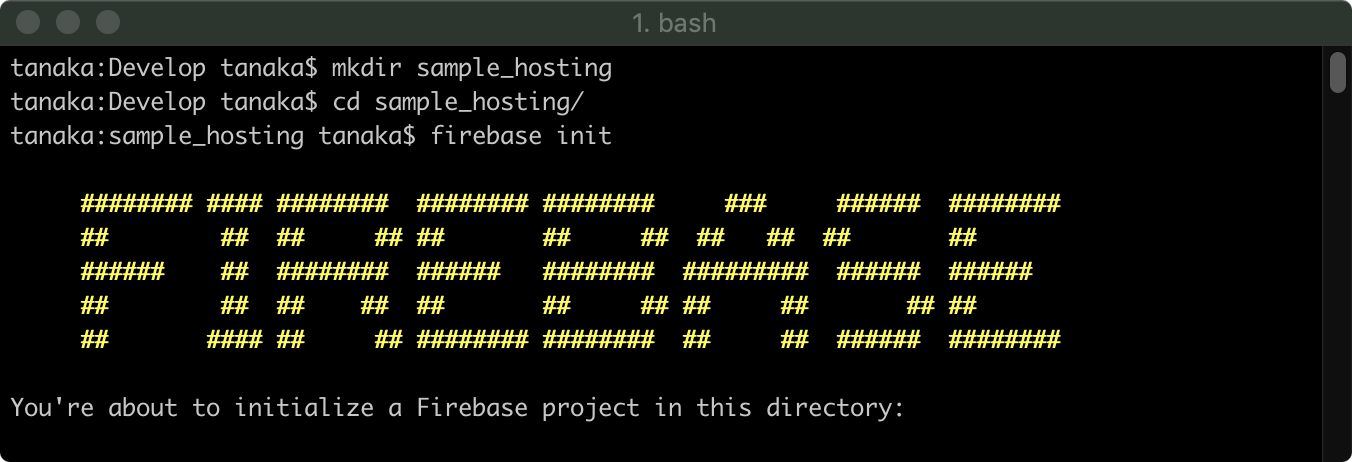 1. bash
tanaka:Develop tanaka$ mkdir sample_hosting
tanaka:Develop tanaka$ cd sample_hosting/
tanaka:sample_hosting tanaka$ firebase init
     ######## #### ########  ######## ########     ###     ######  ########
     ##        ##  ##     ## ##       ##     ##  ##   ##  ##       ##
     ######    ##  ########  ######   ########  #########  ######  ######
     ##        ##  ##    ##  ##       ##     ## ##     ##       ## ##
     ##       #### ##     ## ######## ########  ##     ##  ######  ########
You're about to initialize a Firebase project in this directory: